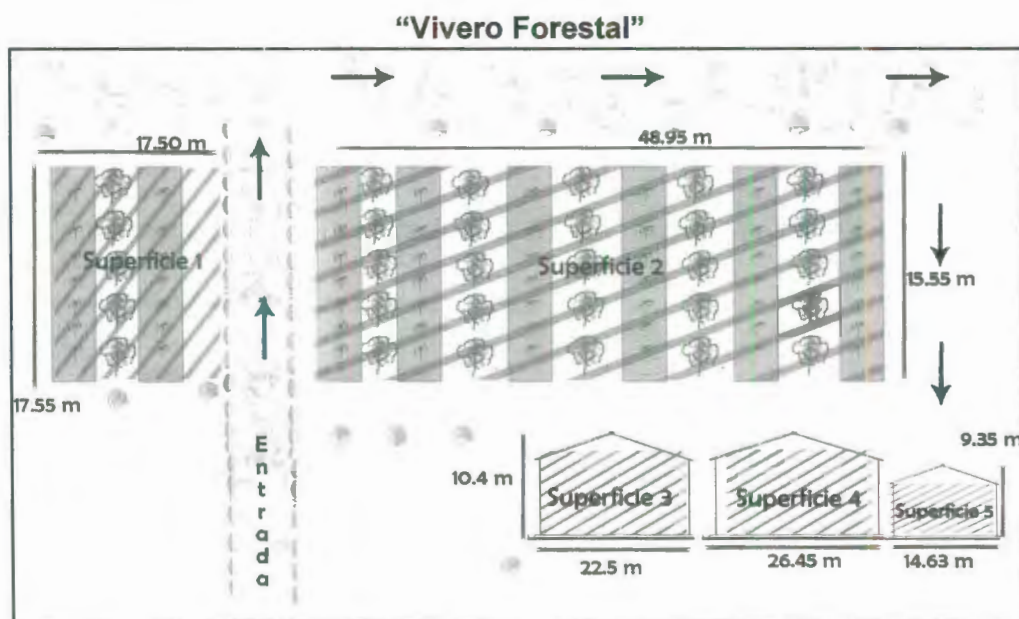 “Vivero Forestal”
17.50 m
48.95 m
Superficie 1
Superficie 2
15.55 m
17.55 m
Entrada
9.35 m
10.4 m
Superficie 3
Superficie 4
Superficie 5
22.5 m
26.45 m
14.63 m